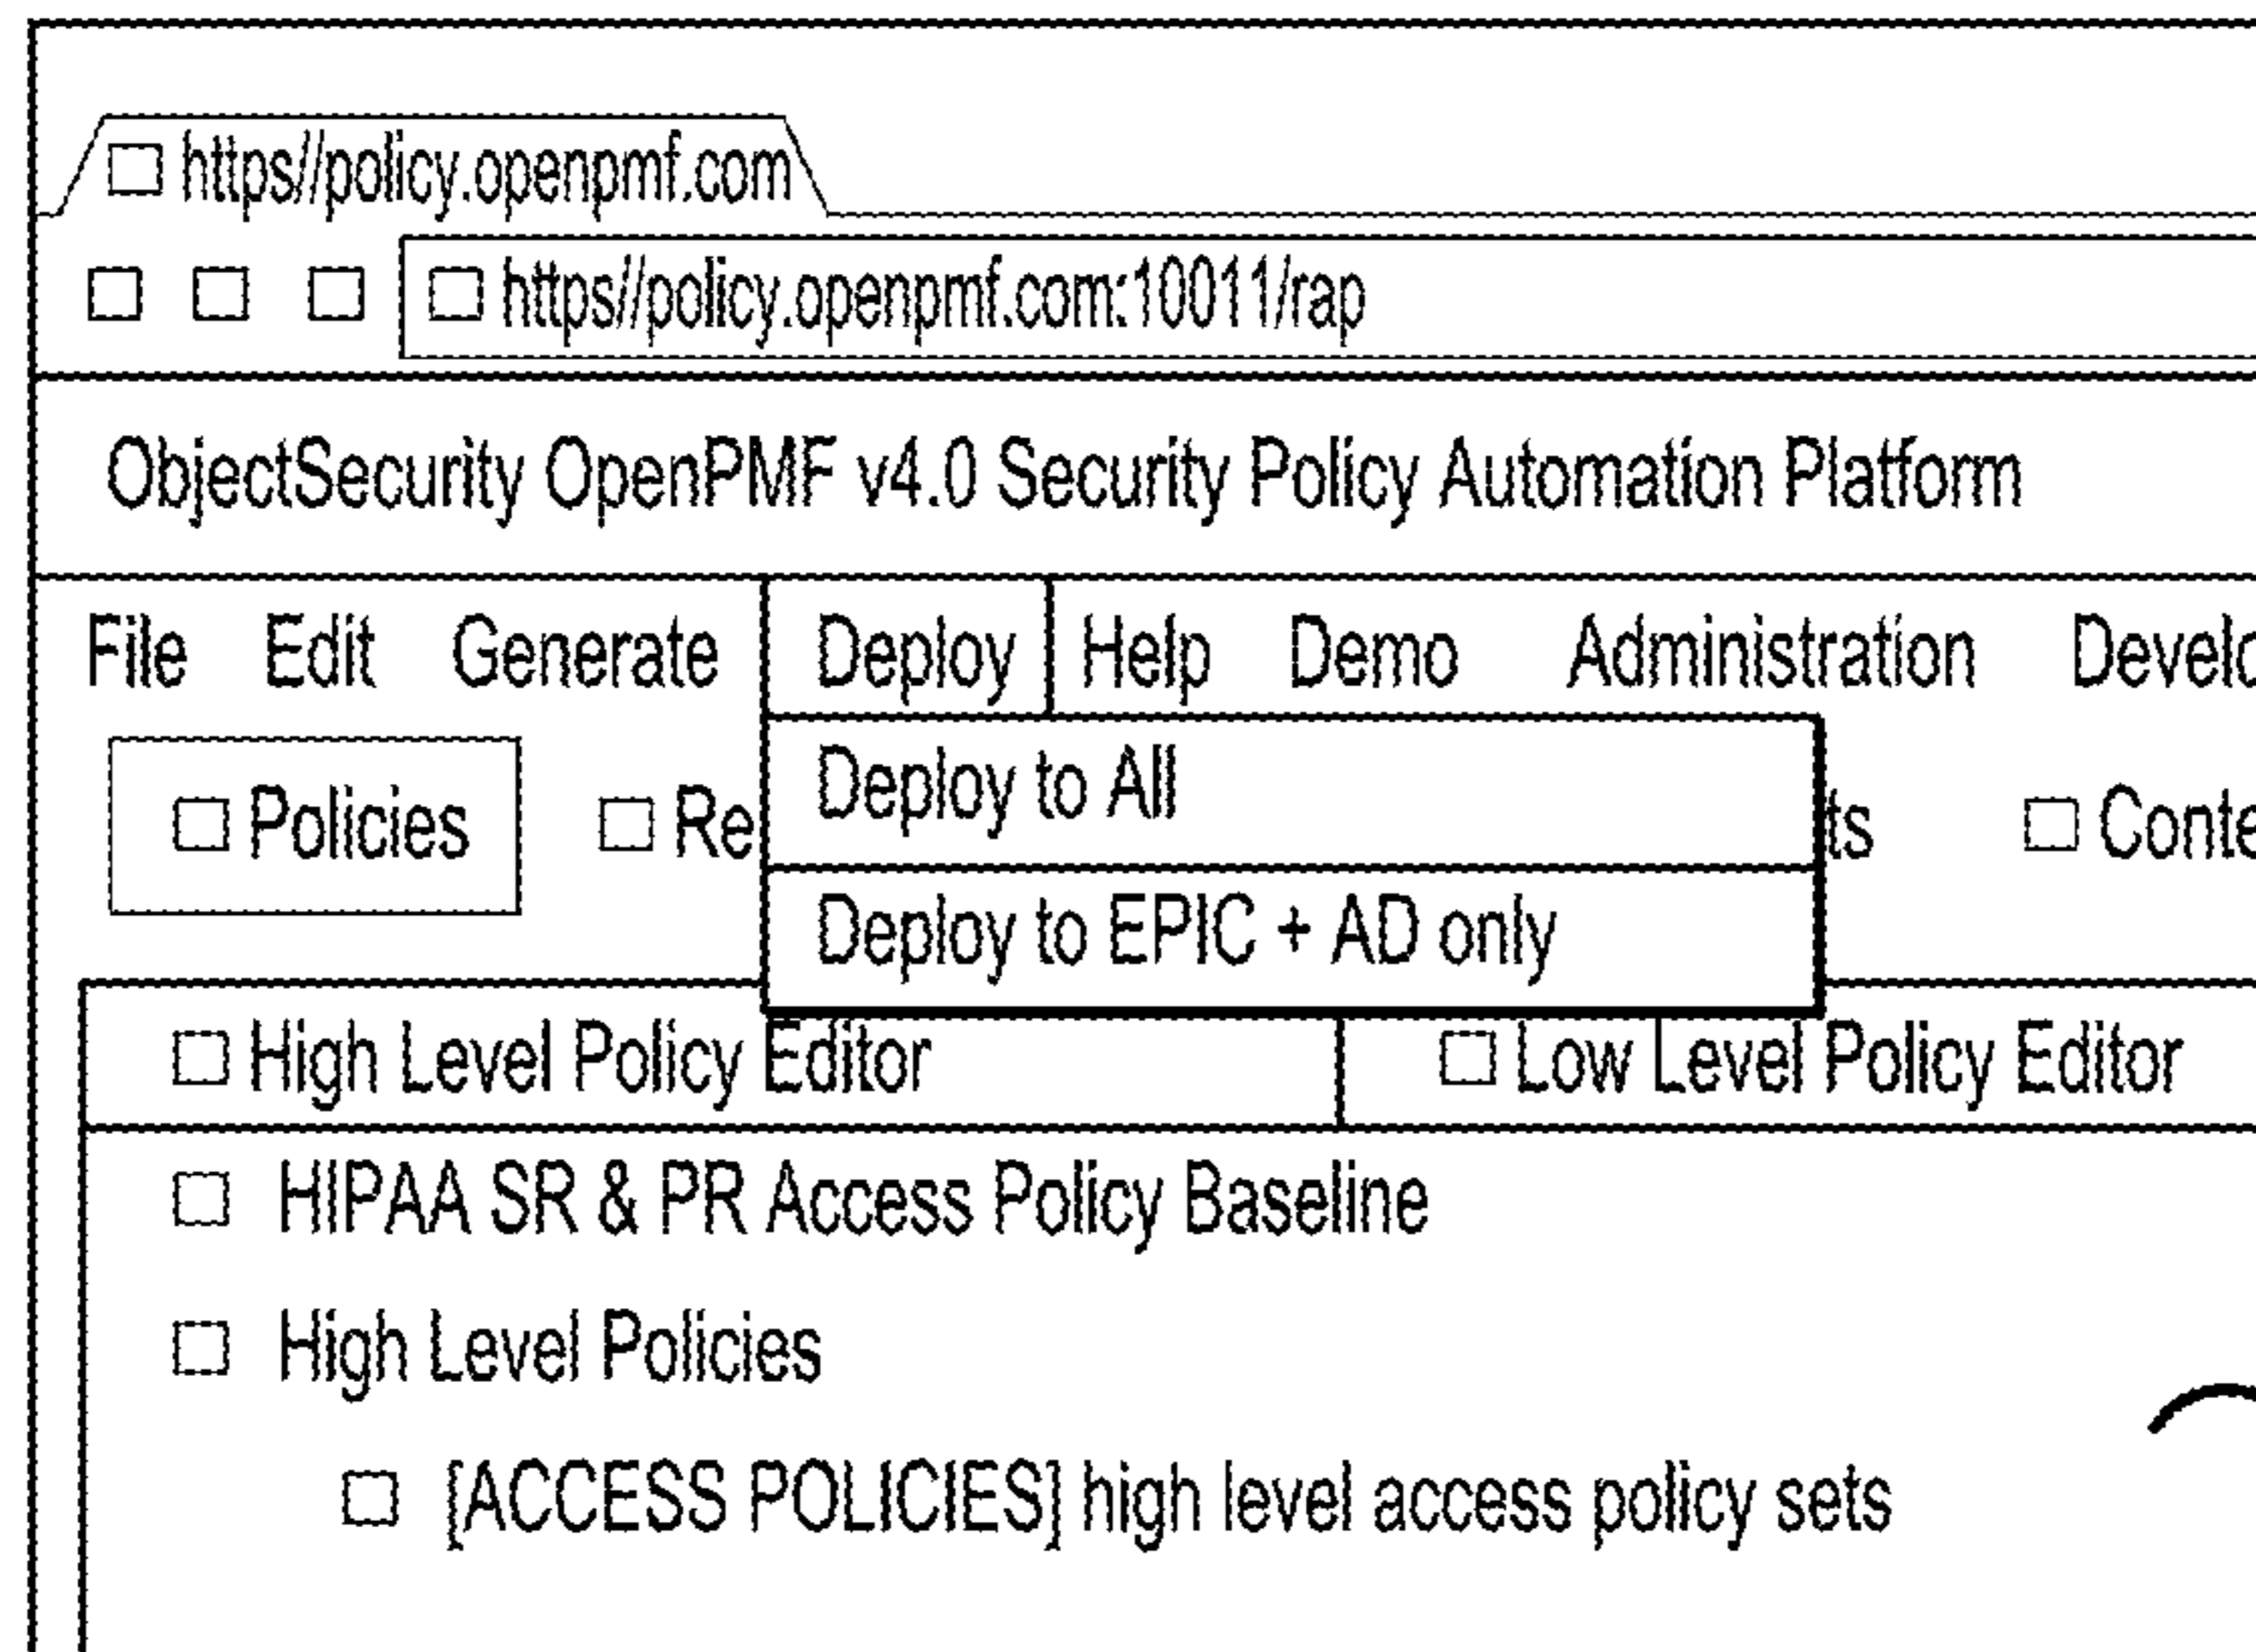 https//policy.openpmf.com
https//policy.openpmf.com:10011/rap
ObjectSecurity OpenPMF v4.0 Security Policy Automation Platform
File Edit Generate Deploy Help Demo Administration
Deploy to All
Policies
Deploy to EPIC + AD only
High Level Policy Editor Low Level Policy Editor
HIPAA SR & PR Access Policy Baseline
High Level Policies
[ACCESS POLICIES] high level access policy sets